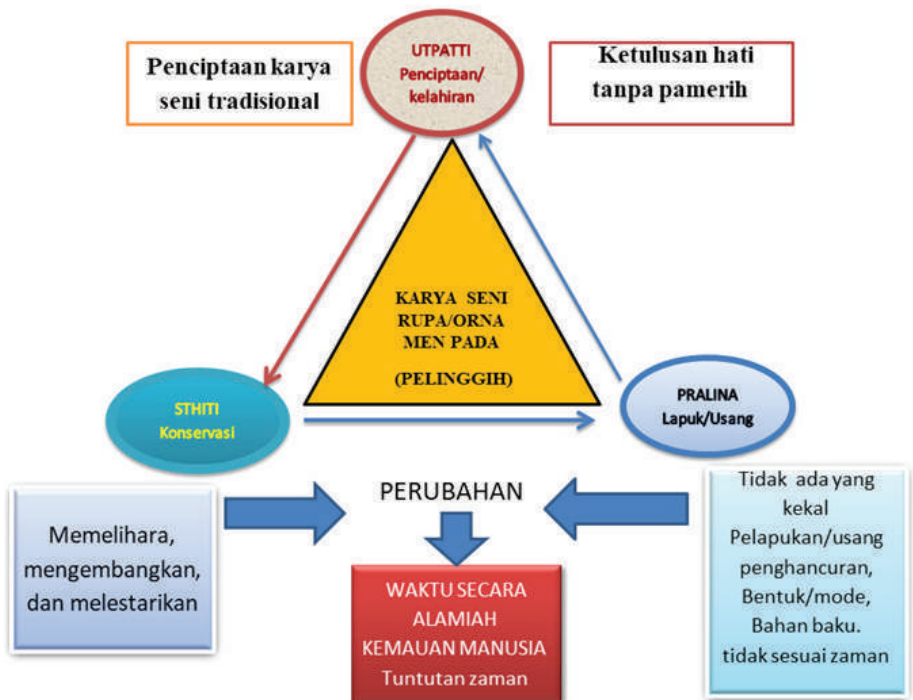 UTPATTI
Penciptaan/
kelahiran
Penciptaan karya
seni tradisional
Ketulusan hati
tanpa pamerih
KARYA SENI
RUPA/ORNA
MEN PADA
(PELINGGIH)
STHITI
Konservasi
PRALINA
Lapuk/Usang
PERUBAHAN
Memelihara,
mengembangkan,
dan melestarikan
WAKTU SECARA
ALAMIAH
KEMAUAN MANUSIA
Tuntutan zaman
Tidak ada yang
kekal
Pelapukan/usang
penghancuran,
Bentuk/mode,
Bahan baku.
tidak sesuai zaman